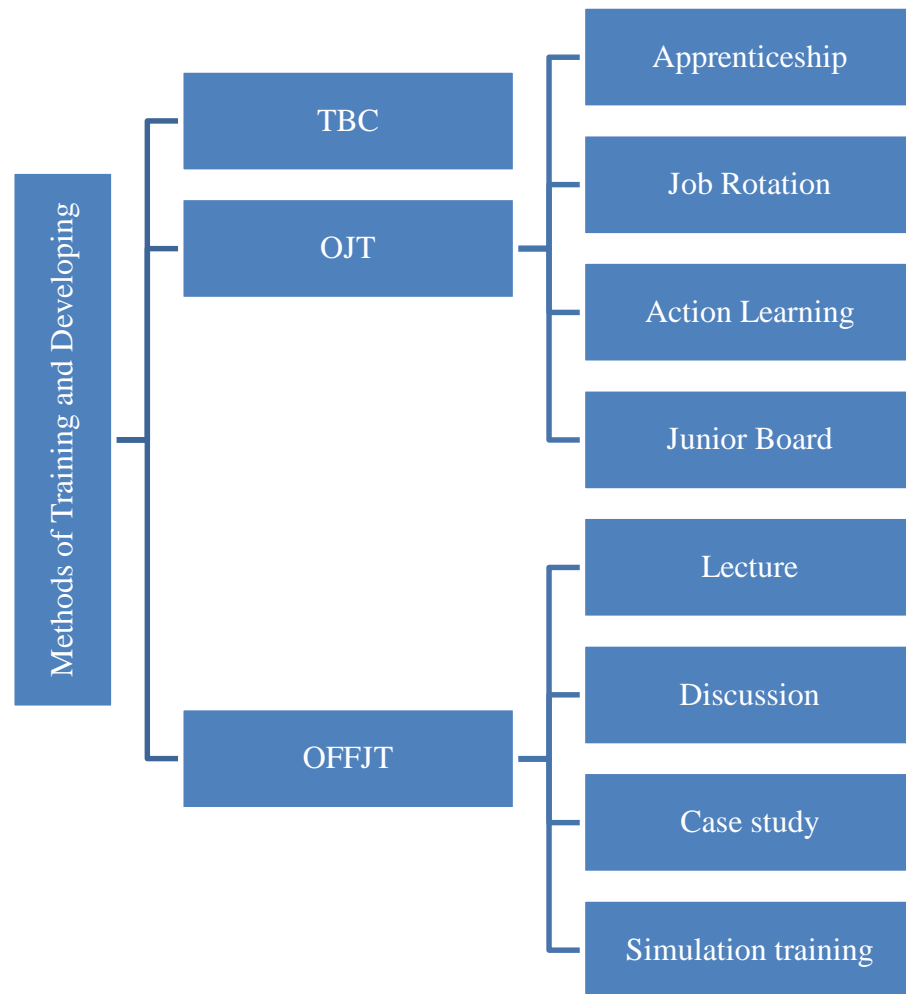 Methods of Training and Developing
TBC
OJT
Apprenticeship
Job Rotation
Action Learning
Junior Board
OFFJT
Lecture
Discussion
Case study
Simulation training